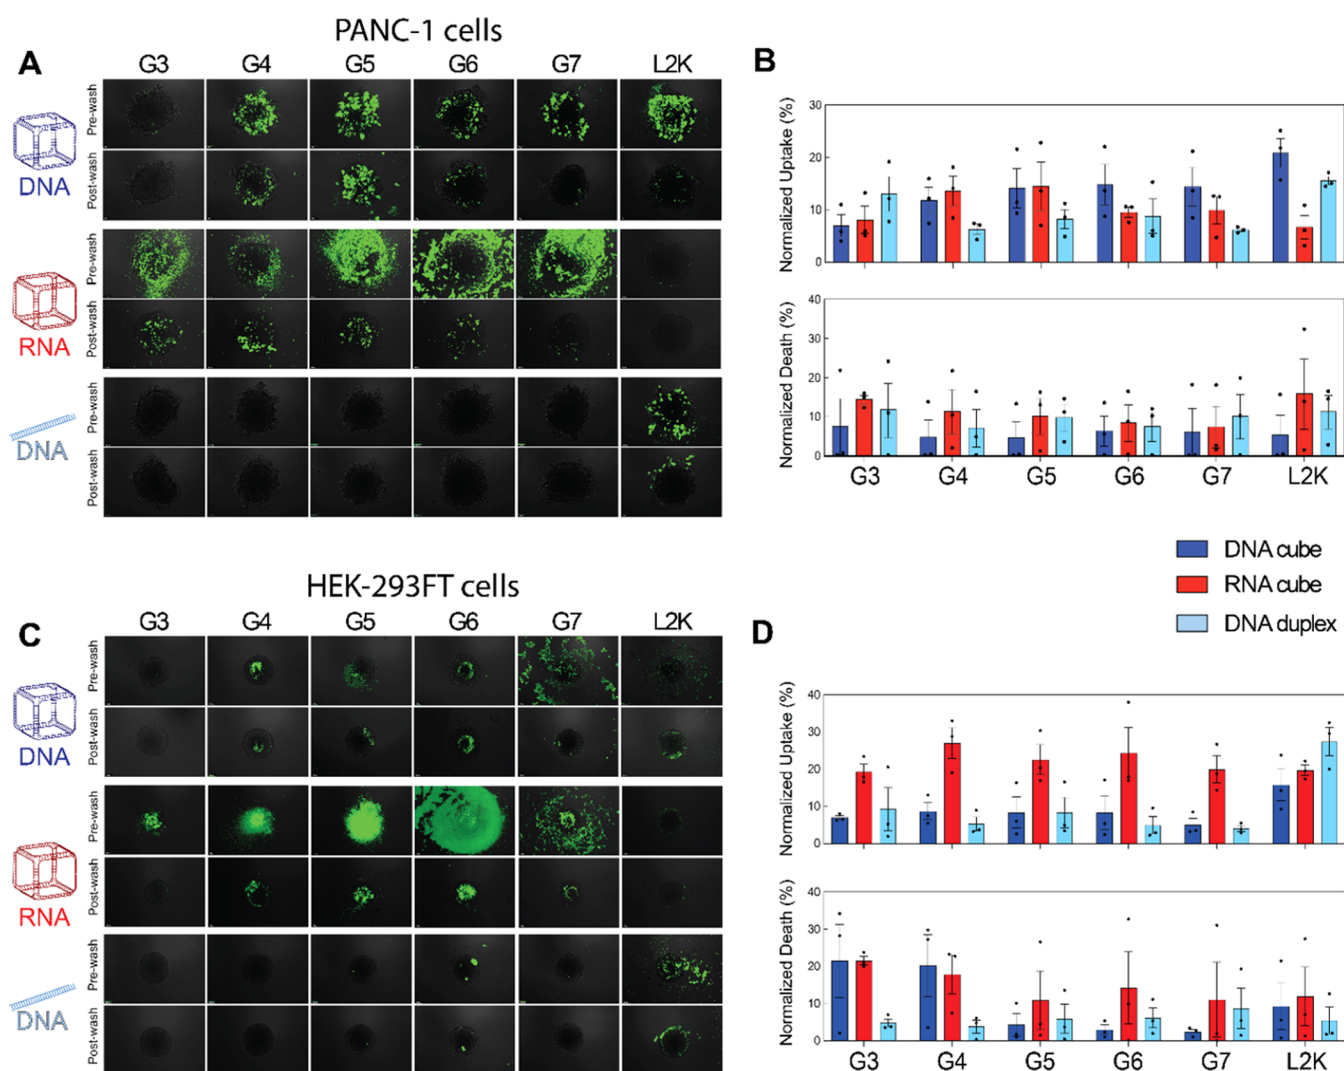 PANC-1 cells
A
G3 G4 G5 G6 G7 L2K
Pre-wash
DNA
Post-wash
Pre-wash
RNA
Post-wash
Pre-wash
DNA
Post-wash
B
Normalized Uptake (%)
30
20
10
0
Normalized Death (%)
40
30
20
10
0
G3 G4 G5 G6 G7 L2K
DNA cube
RNA cube
DNA duplex
HEK-293FT cells
C
G3 G4 G5 G6 G7 L2K
Pre-wash
DNA
Post-wash
Pre-wash
RNA
Post-wash
Pre-wash
DNA
Post-wash
D
Normalized Uptake (%)
40
30
20
10
0
Normalized Death (%)
40
30
20
10
0
G3 G4 G5 G6 G7 L2K